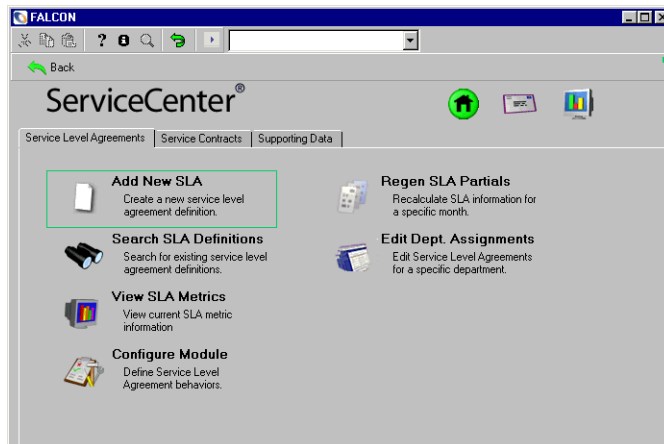 FALCON
Back
ServiceCenter®
Service Level Agreements
Service Contracts
Supporting Data
Add New SLA
Create a new service level
agreement definition.
Search SLA Definitions
Search for existing service level
agreement definitions.
View SLA Metrics
View current SLA metric
information
Configure Module
Define Service Level
Agreement behaviors.
Regen SLA Partials
Recalculate SLA information for
a specific month.
Edit Dept. Assignments
Edit Service Level Agreements
for a specific department.